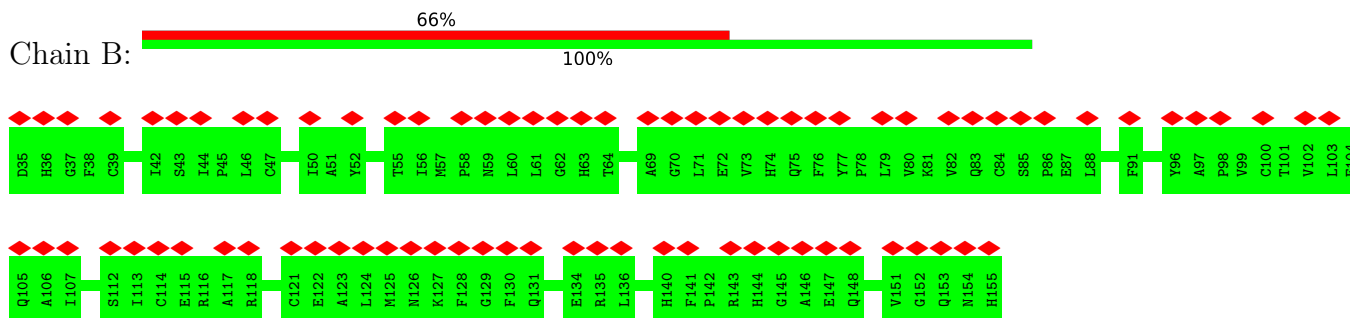 66%
Chain B:
100%
D35 H36 G37 F38 C39 I42 S43 I44 P45 L46 C47 I50 A51 Y52 T55 I56 M57 P58 N59 L60 L61 G62 H63 T64 A69 G70 L71 E72 V73 H74 Q75 F76 Y77 P78 L79 V80 K81 V82 Q83 C84 S85 P86 E87 L88 F91 Y96 A97 P98 V99 C100 T101 V102 L103 E104
Q105 A106 I107 S112 I113 C114 E115 R116 A117 R118 C121 E122 A123 L124 M125 N126 K127 F128 G129 F130 Q131 E134 R135 L136 H140 F141 P142 R143 H144 G145 A146 E147 Q148 V151 G152 Q153 N154 H155